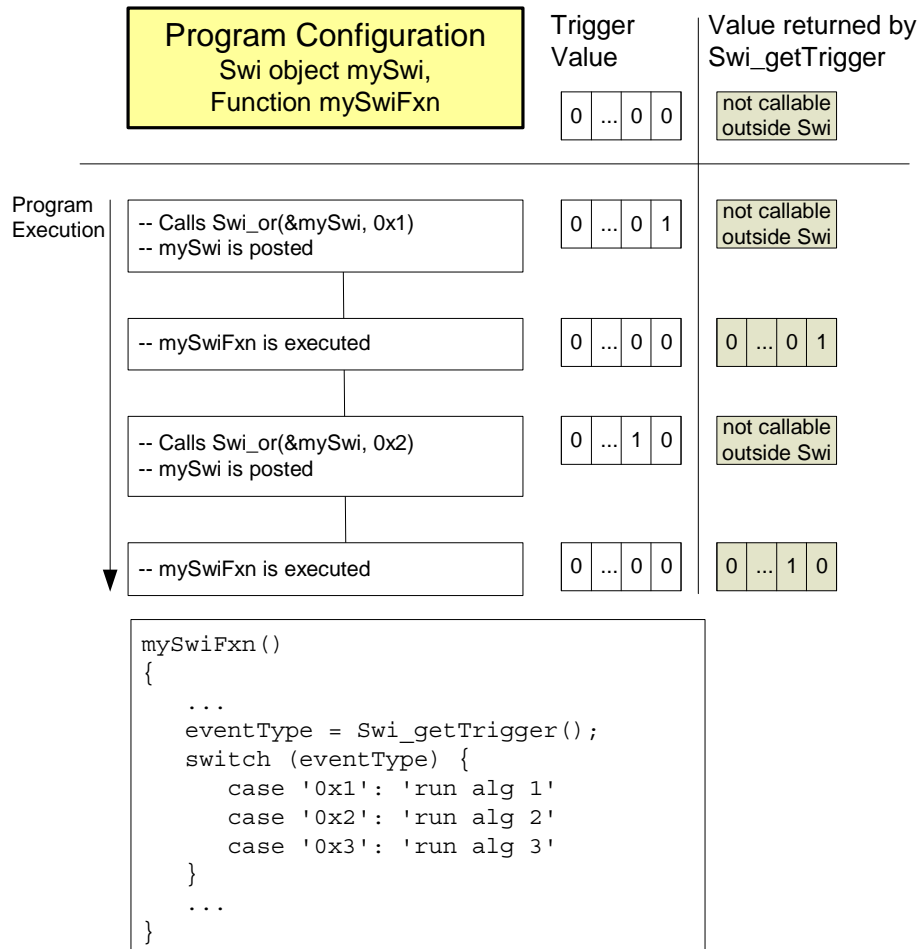 Program Configuration
Swi object mySwi,
Function mySwiFxn
Trigger
Value
Value returned by
Swi_getTrigger
0 ... 0 0
not callable
outside Swi
Program
Execution
-- Calls Swi_or(&mySwi, 0x1)
-- mySwi is posted
0 ... 0 1
not callable
outside Swi
-- mySwiFxn is executed
0 ... 0 0
0 ... 0 1
-- Calls Swi_or(&mySwi, 0x2)
-- mySwi is posted
0 ... 1 0
not callable
outside Swi
-- mySwiFxn is executed
0 ... 0 0
0 ... 1 0
mySwiFxn()
{
...
eventType = Swi_getTrigger();
switch (eventType) {
case '0x1': 'run alg 1'
case '0x2': 'run alg 2'
case '0x3': 'run alg 3'
}
...
}